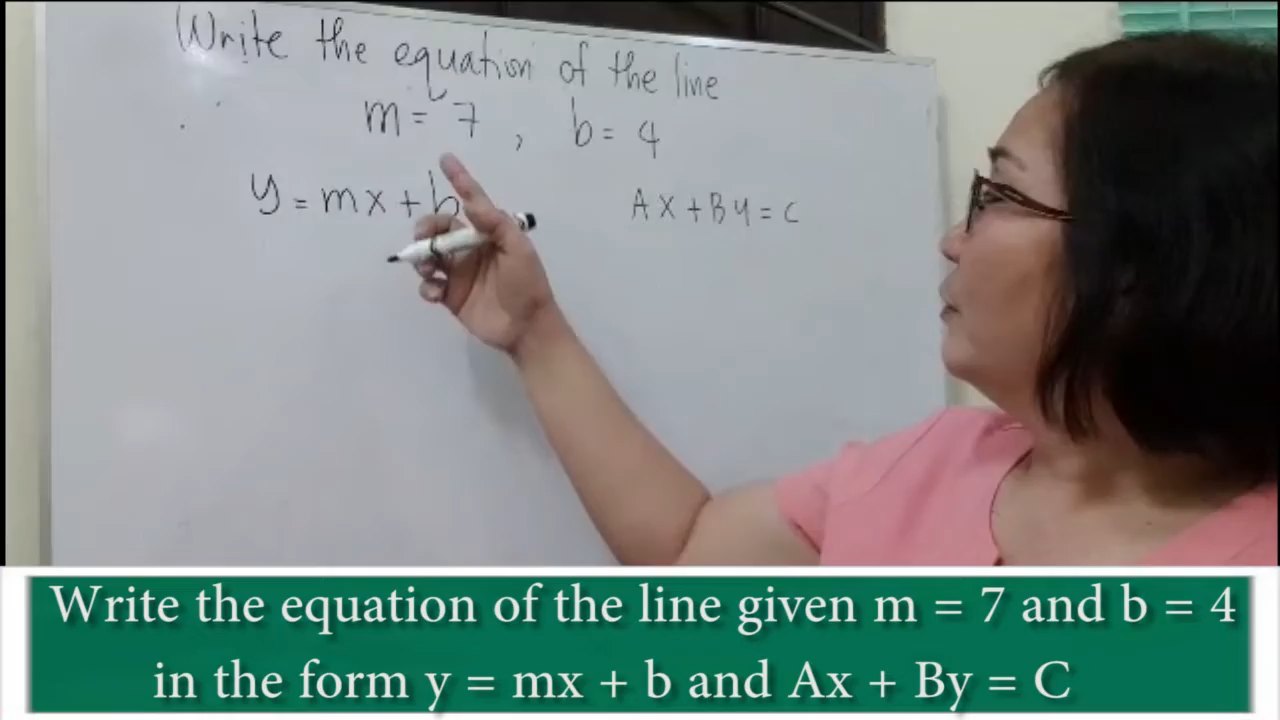 Write the equation of the line
m = 7 , b = 4
y = mx + b
Ax + By = C
Write the equation of the line given m = 7 and b = 4
in the form y = mx + b and Ax + By = C